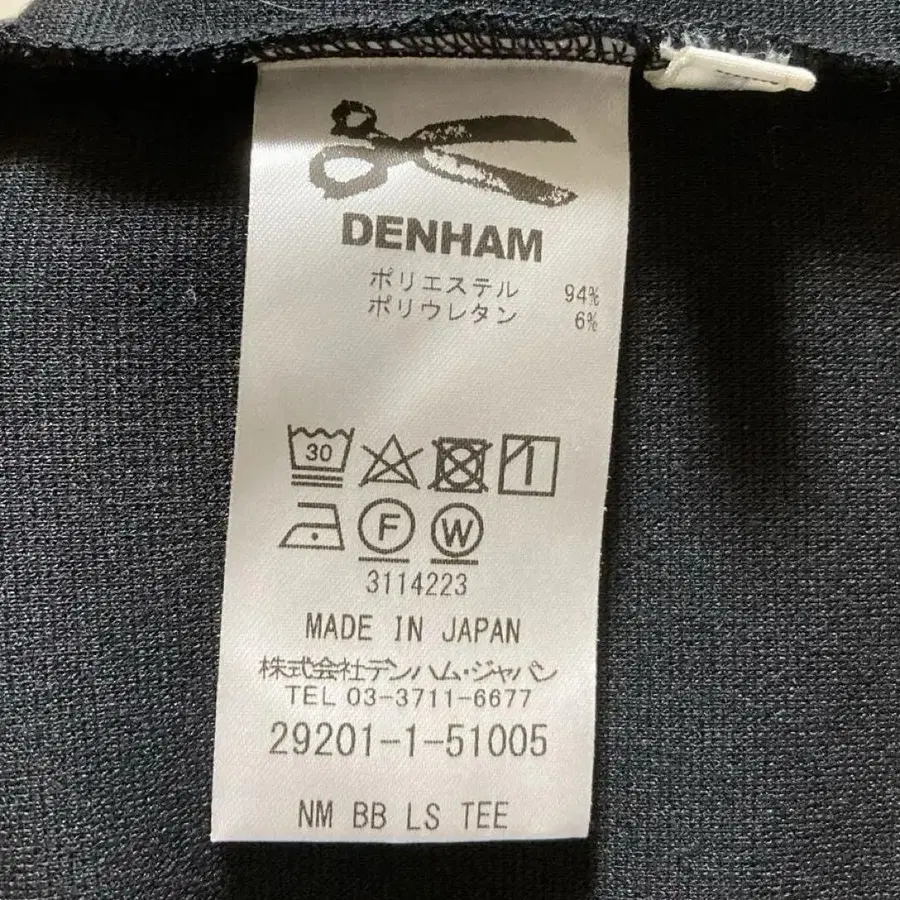 DENHAM
ポリエステル 94%
ポリウレタン 6%
30
F W
3114223
MADE IN JAPAN
株式会社デンハム・ジャパン
TEL 03-3711-6677
29201-1-51005
NM BB LS TEE